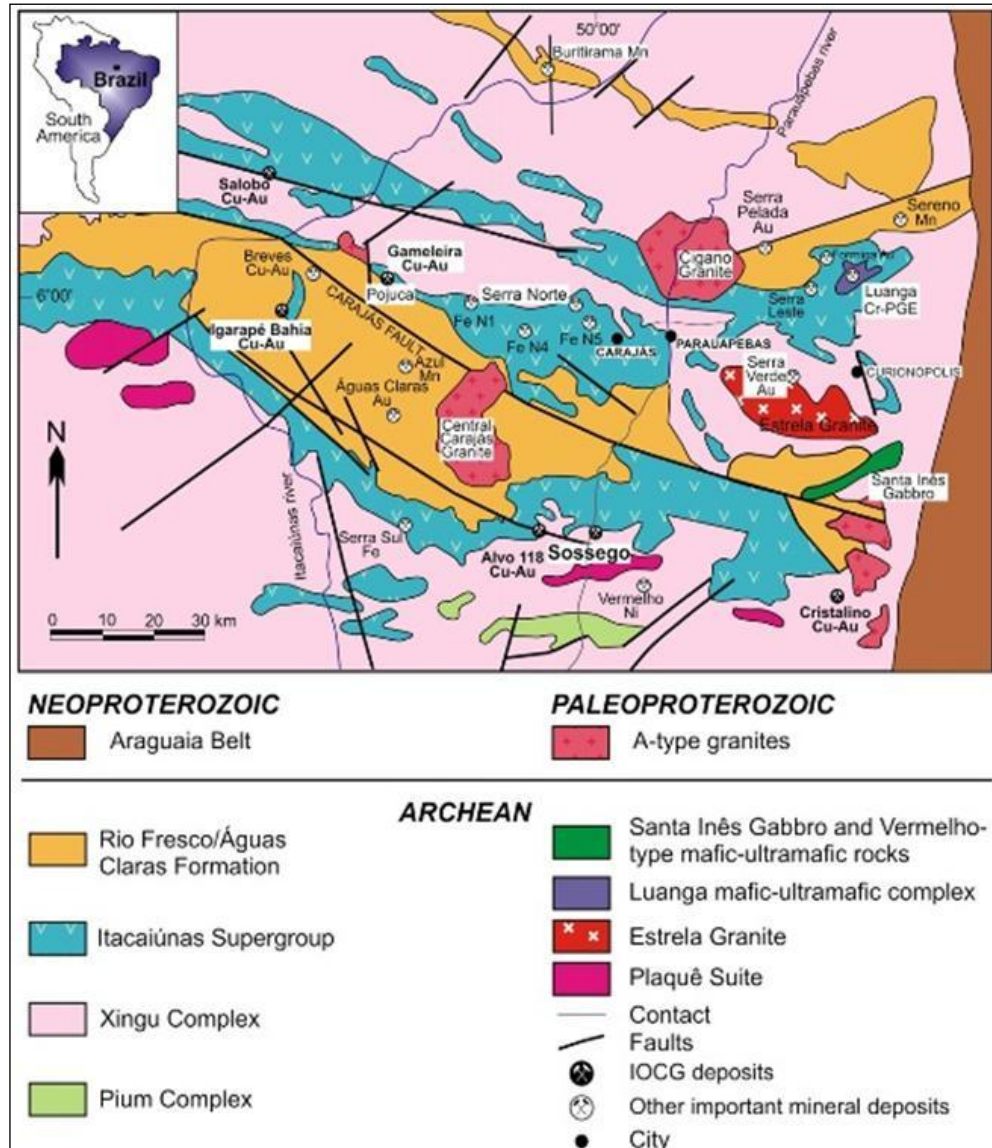 Brazil
South
America
50°00'
Buritirama Mn
Parauápebas river
Salobo
Cu-Au
Serra
Pelada
Au
Sereno
Mn
Cigano
Granite
Breves
Cu-Au
Gameleira
Cu-Au
Pojuca
6°00'
CARAJÁS FAULT
Serra Norte
Serra
Leste
Luanga
Cr-PGE
Igarapé Bahia
Cu-Au
Fe N1
Fe N4
Fe N5
CARAJÁS
PARAUAPEBAS
Azul
Mn
Águas Claras
Au
Serra
Verde
Au
CURIONOPOLIS
Estrela Granite
Central
Carajás
Granite
N
Santa Inês
Gabbro
Itacaiúnas river
Serra Sul
Fe
Alvo 118
Cu-Au
Sossego
Vermelho
Ni
Cristalino
Cu-Au
0 10 20 30 km
NEOPROTEROZOIC
Araguaia Belt
PALEOPROTEROZOIC
A-type granites
ARCHEAN
Rio Fresco/Águas
Claras Formation
Itacaiúnas Supergroup
Xingu Complex
Pium Complex
Santa Inês Gabbro and Vermelho-
type mafic-ultramafic rocks
Luanga mafic-ultramafic complex
Estrela Granite
Plaquê Suite
Contact
Faults
IOCG deposits
Other important mineral deposits
City